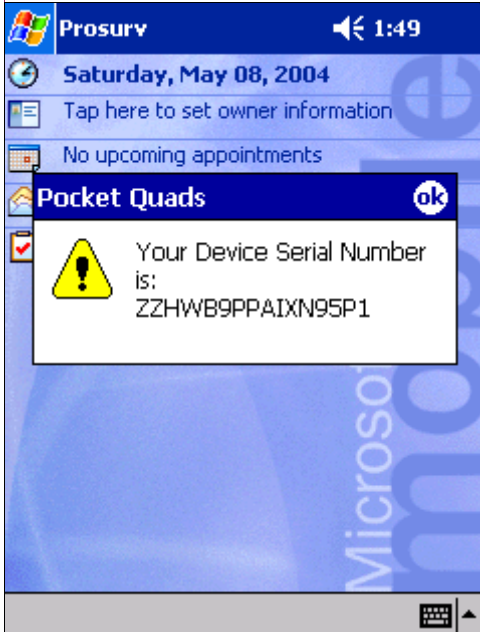 Prosurv 1:49
Saturday, May 08, 2004
Tap here to set owner information
No upcoming appointments
Pocket Quads ok
Your Device Serial Number
is:
ZZHWB9PPAIXN95P1
Microsoft
mobile